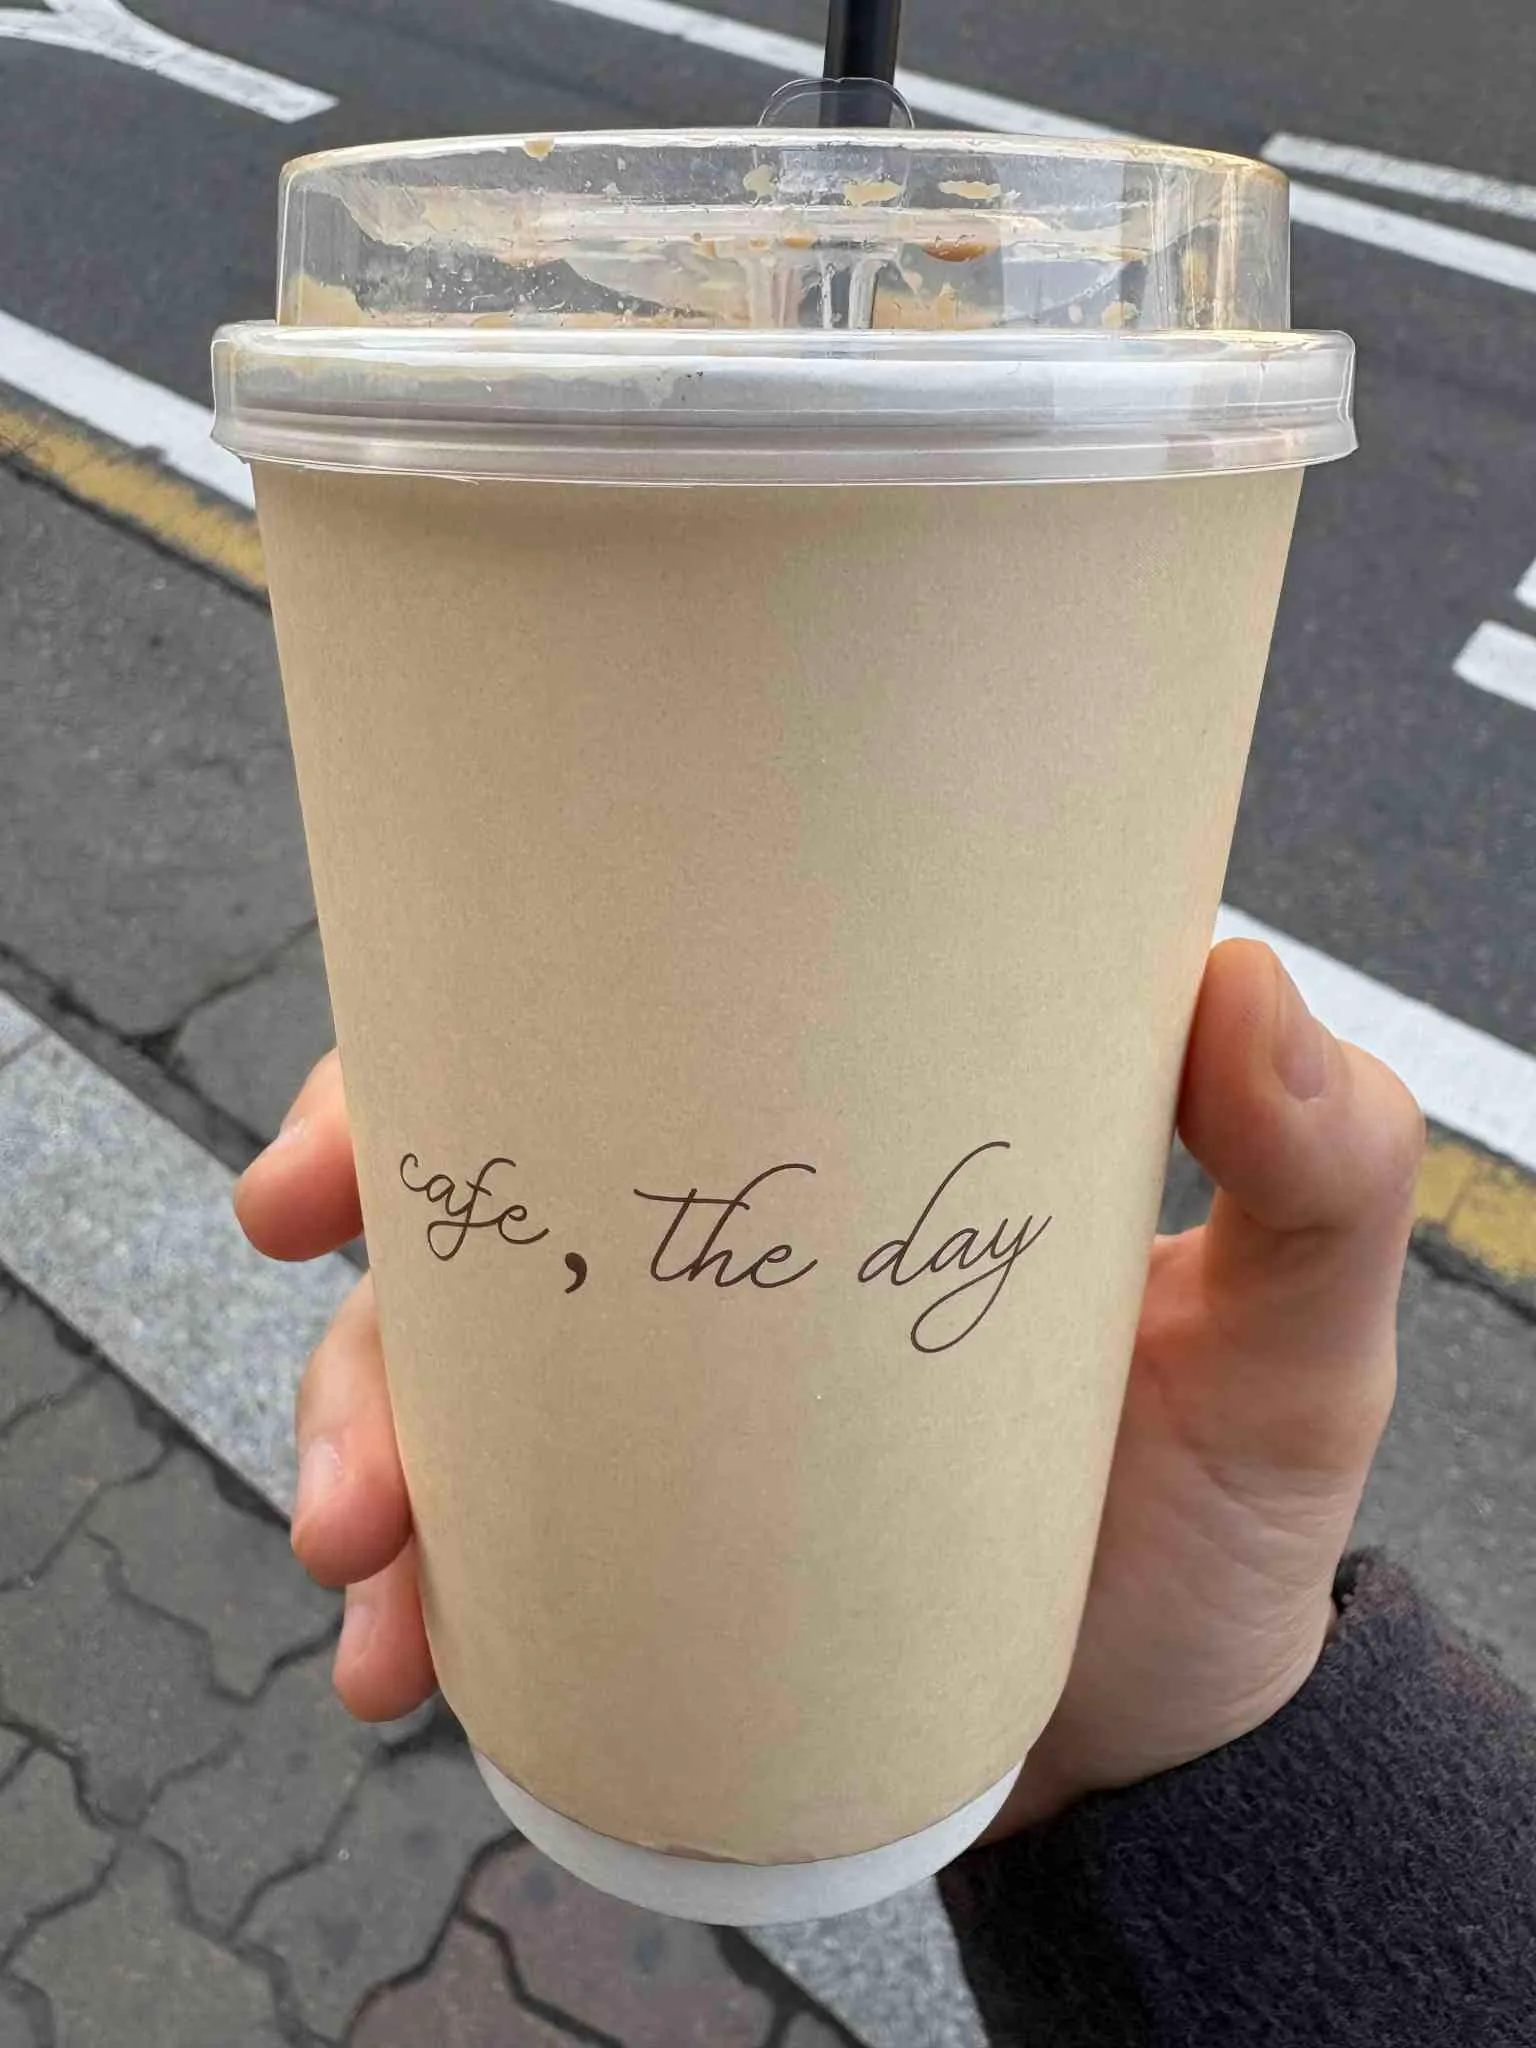 cafe, the day